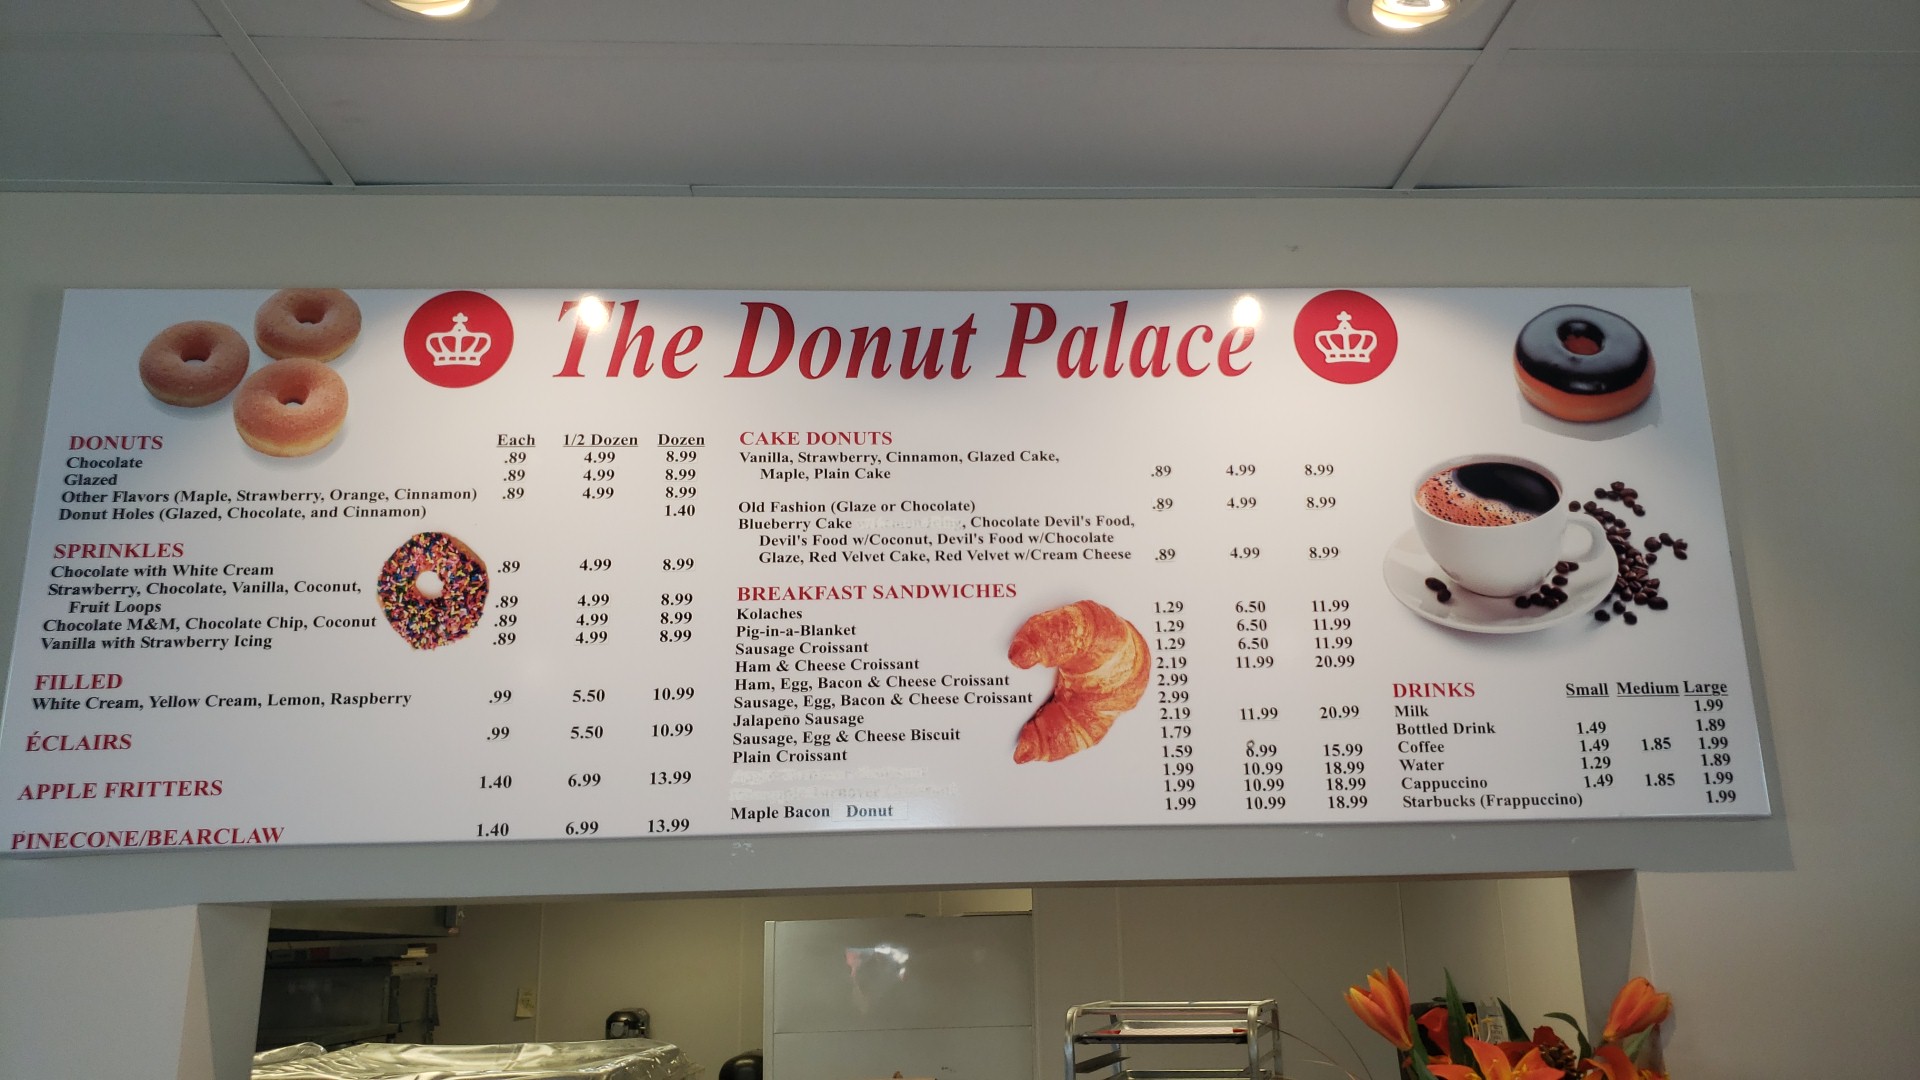 The Donut Palace
DONUTS Each 1/2 Dozen Dozen
Chocolate .89 4.99 8.99
Glazed .89 4.99 8.99
Other Flavors (Maple, Strawberry, Orange, Cinnamon) .89 4.99 8.99
Donut Holes (Glazed, Chocolate, and Cinnamon) 1.40
SPRINKLES
Chocolate with White Cream .89 4.99 8.99
Strawberry, Chocolate, Vanilla, Coconut,
Fruit Loops .89 4.99 8.99
Chocolate M&M, Chocolate Chip, Coconut .89 4.99 8.99
Vanilla with Strawberry Icing .89 4.99 8.99
FILLED
White Cream, Yellow Cream, Lemon, Raspberry .99 5.50 10.99
ÉCLAIRS .99 5.50 10.99
APPLE FRITTERS 1.40 6.99 13.99
PINECONE/BEARCLAW 1.40 6.99 13.99
CAKE DONUTS
Vanilla, Strawberry, Cinnamon, Glazed Cake,
Maple, Plain Cake .89 4.99 8.99
Old Fashion (Glaze or Chocolate) .89 4.99 8.99
Blueberry Cake , Chocolate Devil's Food,
Devil's Food w/Coconut, Devil's Food w/Chocolate
Glaze, Red Velvet Cake, Red Velvet w/Cream Cheese .89 4.99 8.99
BREAKFAST SANDWICHES
Kolaches 1.29 6.50 11.99
Pig-in-a-Blanket 1.29 6.50 11.99
Sausage Croissant 1.29 6.50 11.99
Ham & Cheese Croissant 2.19 11.99 20.99
Ham, Egg, Bacon & Cheese Croissant 2.99
Sausage, Egg, Bacon & Cheese Croissant 2.99
Jalapeño Sausage 2.19 11.99 20.99
Sausage, Egg & Cheese Biscuit 1.79
Plain Croissant 1.59 8.99 15.99
1.99 10.99 18.99
1.99 10.99 18.99
Maple Bacon Donut 1.99 10.99 18.99
DRINKS Small Medium Large
Milk 1.99
Bottled Drink 1.49 1.89
Coffee 1.49 1.85 1.99
Water 1.29 1.89
Cappuccino 1.49 1.85 1.99
Starbucks (Frappuccino) 1.99